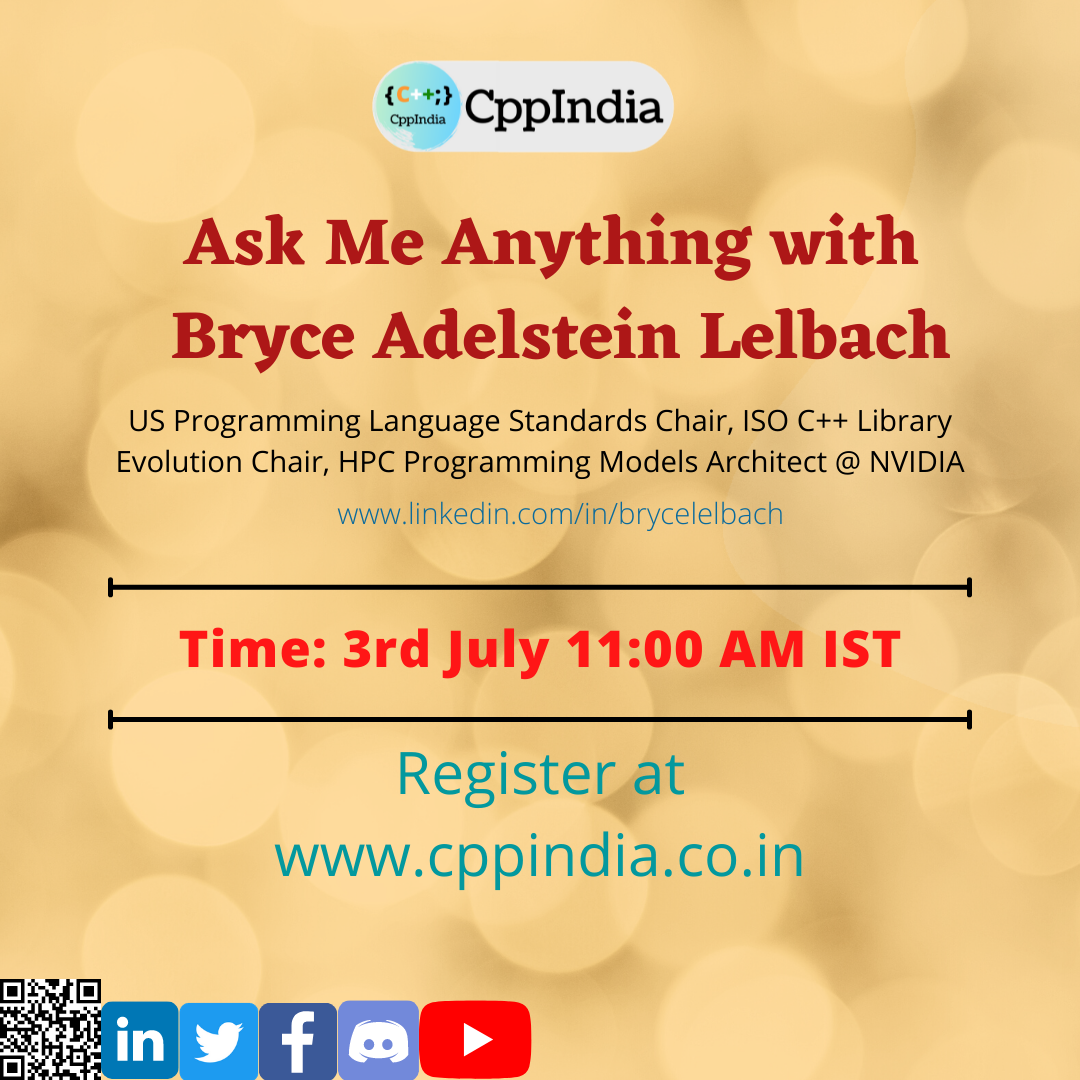 {C++;}
CppIndia
CppIndia
Ask Me Anything with
Bryce Adelstein Lelbach
US Programming Language Standards Chair, ISO C++ Library
Evolution Chair, HPC Programming Models Architect @ NVIDIA
www.linkedin.com/in/brycelelbach
Time: 3rd July 11:00 AM IST
Register at
www.cppindia.co.in
in
f